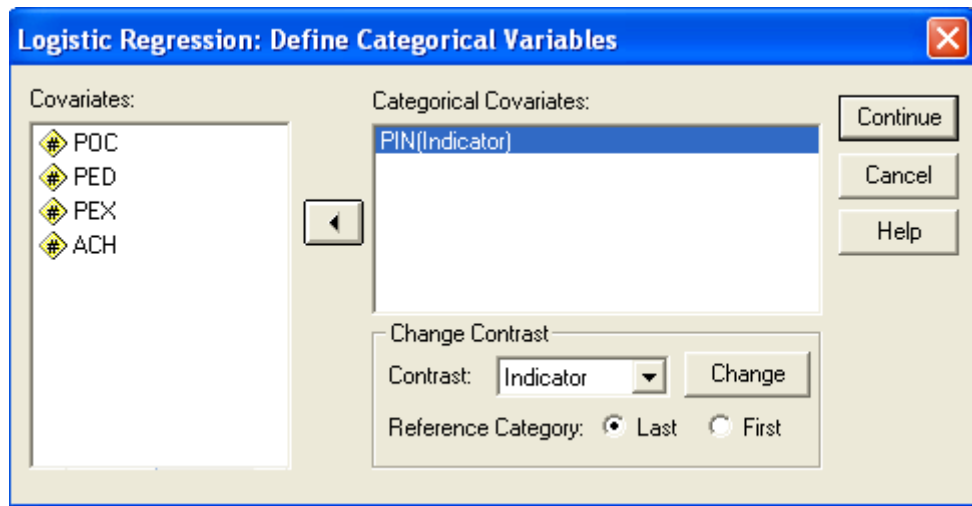 Logistic Regression: Define Categorical Variables
Covariates:
POC
PED
PEX
ACH
Categorical Covariates:
PIN(Indicator)
Continue
Cancel
Help
Change Contrast
Contrast: Indicator Change
Reference Category: Last First